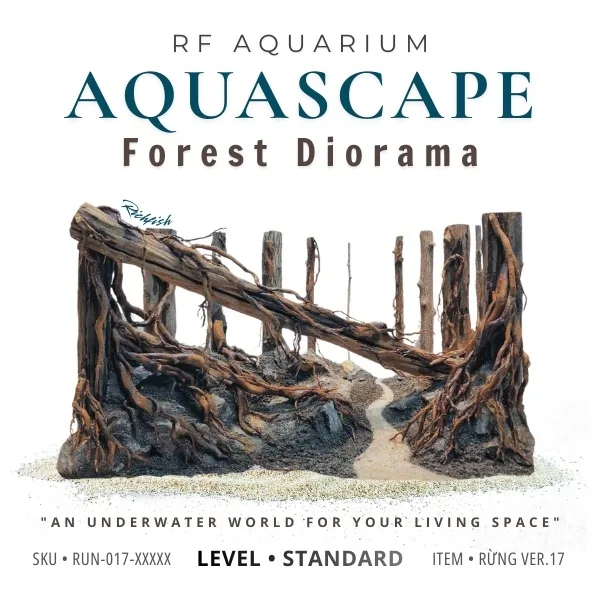 RF AQUARIUM
AQUASCAPE
Forest Diorama
Richfish
"AN UNDERWATER WORLD FOR YOUR LIVING SPACE"
SKU • RUN-017-XXXXX LEVEL • STANDARD ITEM • RỪNG VER.17